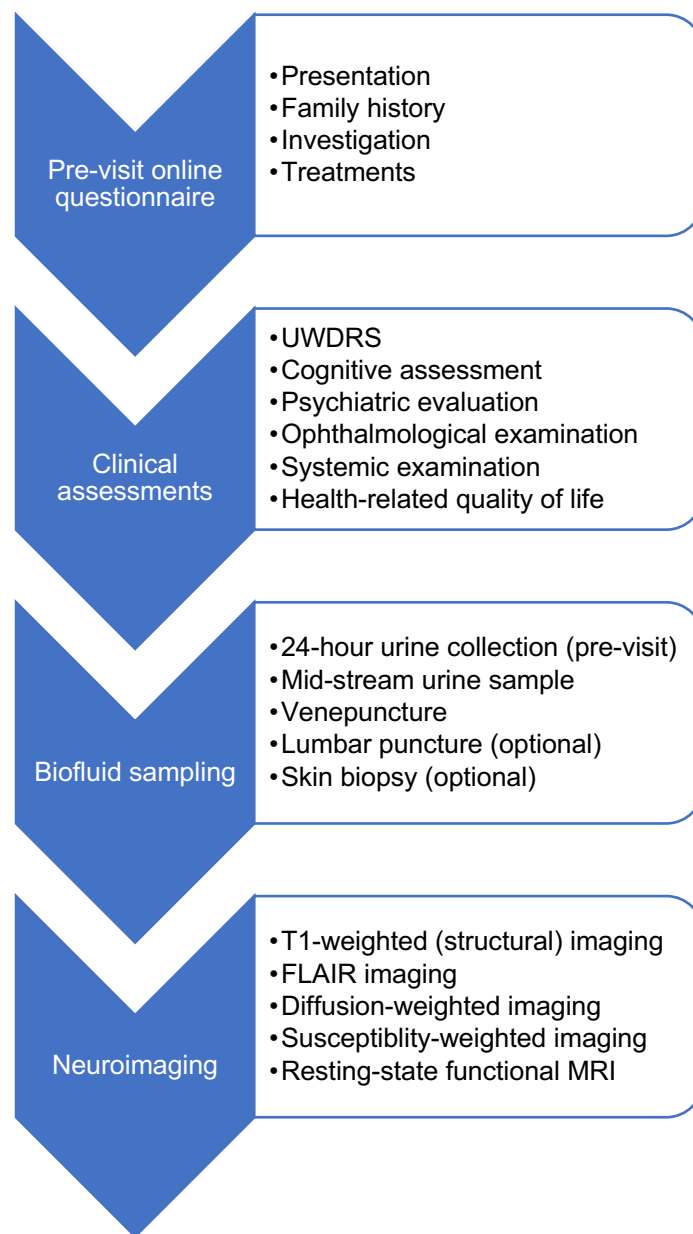 Pre-visit online
questionnaire
•Presentation
•Family history
•Investigation
•Treatments
Clinical
assessments
•UWDRS
•Cognitive assessment
•Psychiatric evaluation
•Ophthalmological examination
•Systemic examination
•Health-related quality of life
Biofluid sampling
•24-hour urine collection (pre-visit)
•Mid-stream urine sample
•Venepuncture
•Lumbar puncture (optional)
•Skin biopsy (optional)
Neuroimaging
•T1-weighted (structural) imaging
•FLAIR imaging
•Diffusion-weighted imaging
•Susceptiblity-weighted imaging
•Resting-state functional MRI